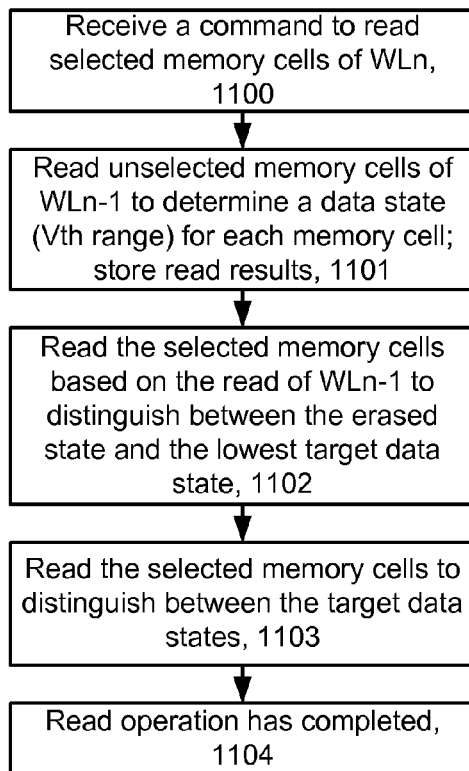 Receive a command to read
selected memory cells of WLn,
1100
Read unselected memory cells of
WLn-1 to determine a data state
(Vth range) for each memory cell;
store read results, 1101
Read the selected memory cells
based on the read of WLn-1 to
distinguish between the erased
state and the lowest target data
state, 1102
Read the selected memory cells to
distinguish between the target data
states, 1103
Read operation has completed,
1104